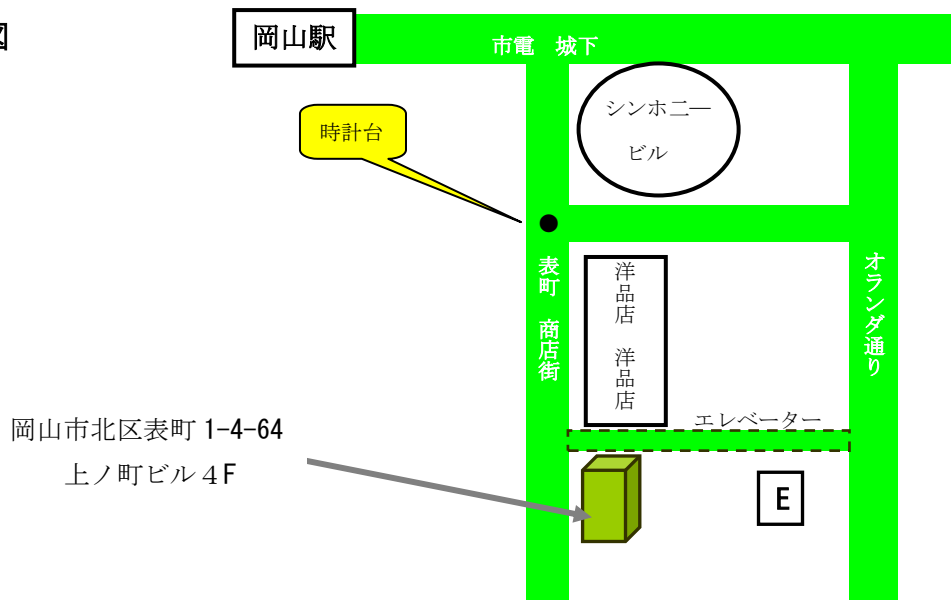 図
岡山駅
市電 城下
シンホ二―
ビル
時計台
表町 商店街
洋品店 洋品店
オランダ通り
エレベーター
岡山市北区表町 1-4-64
上ノ町ビル4F
E